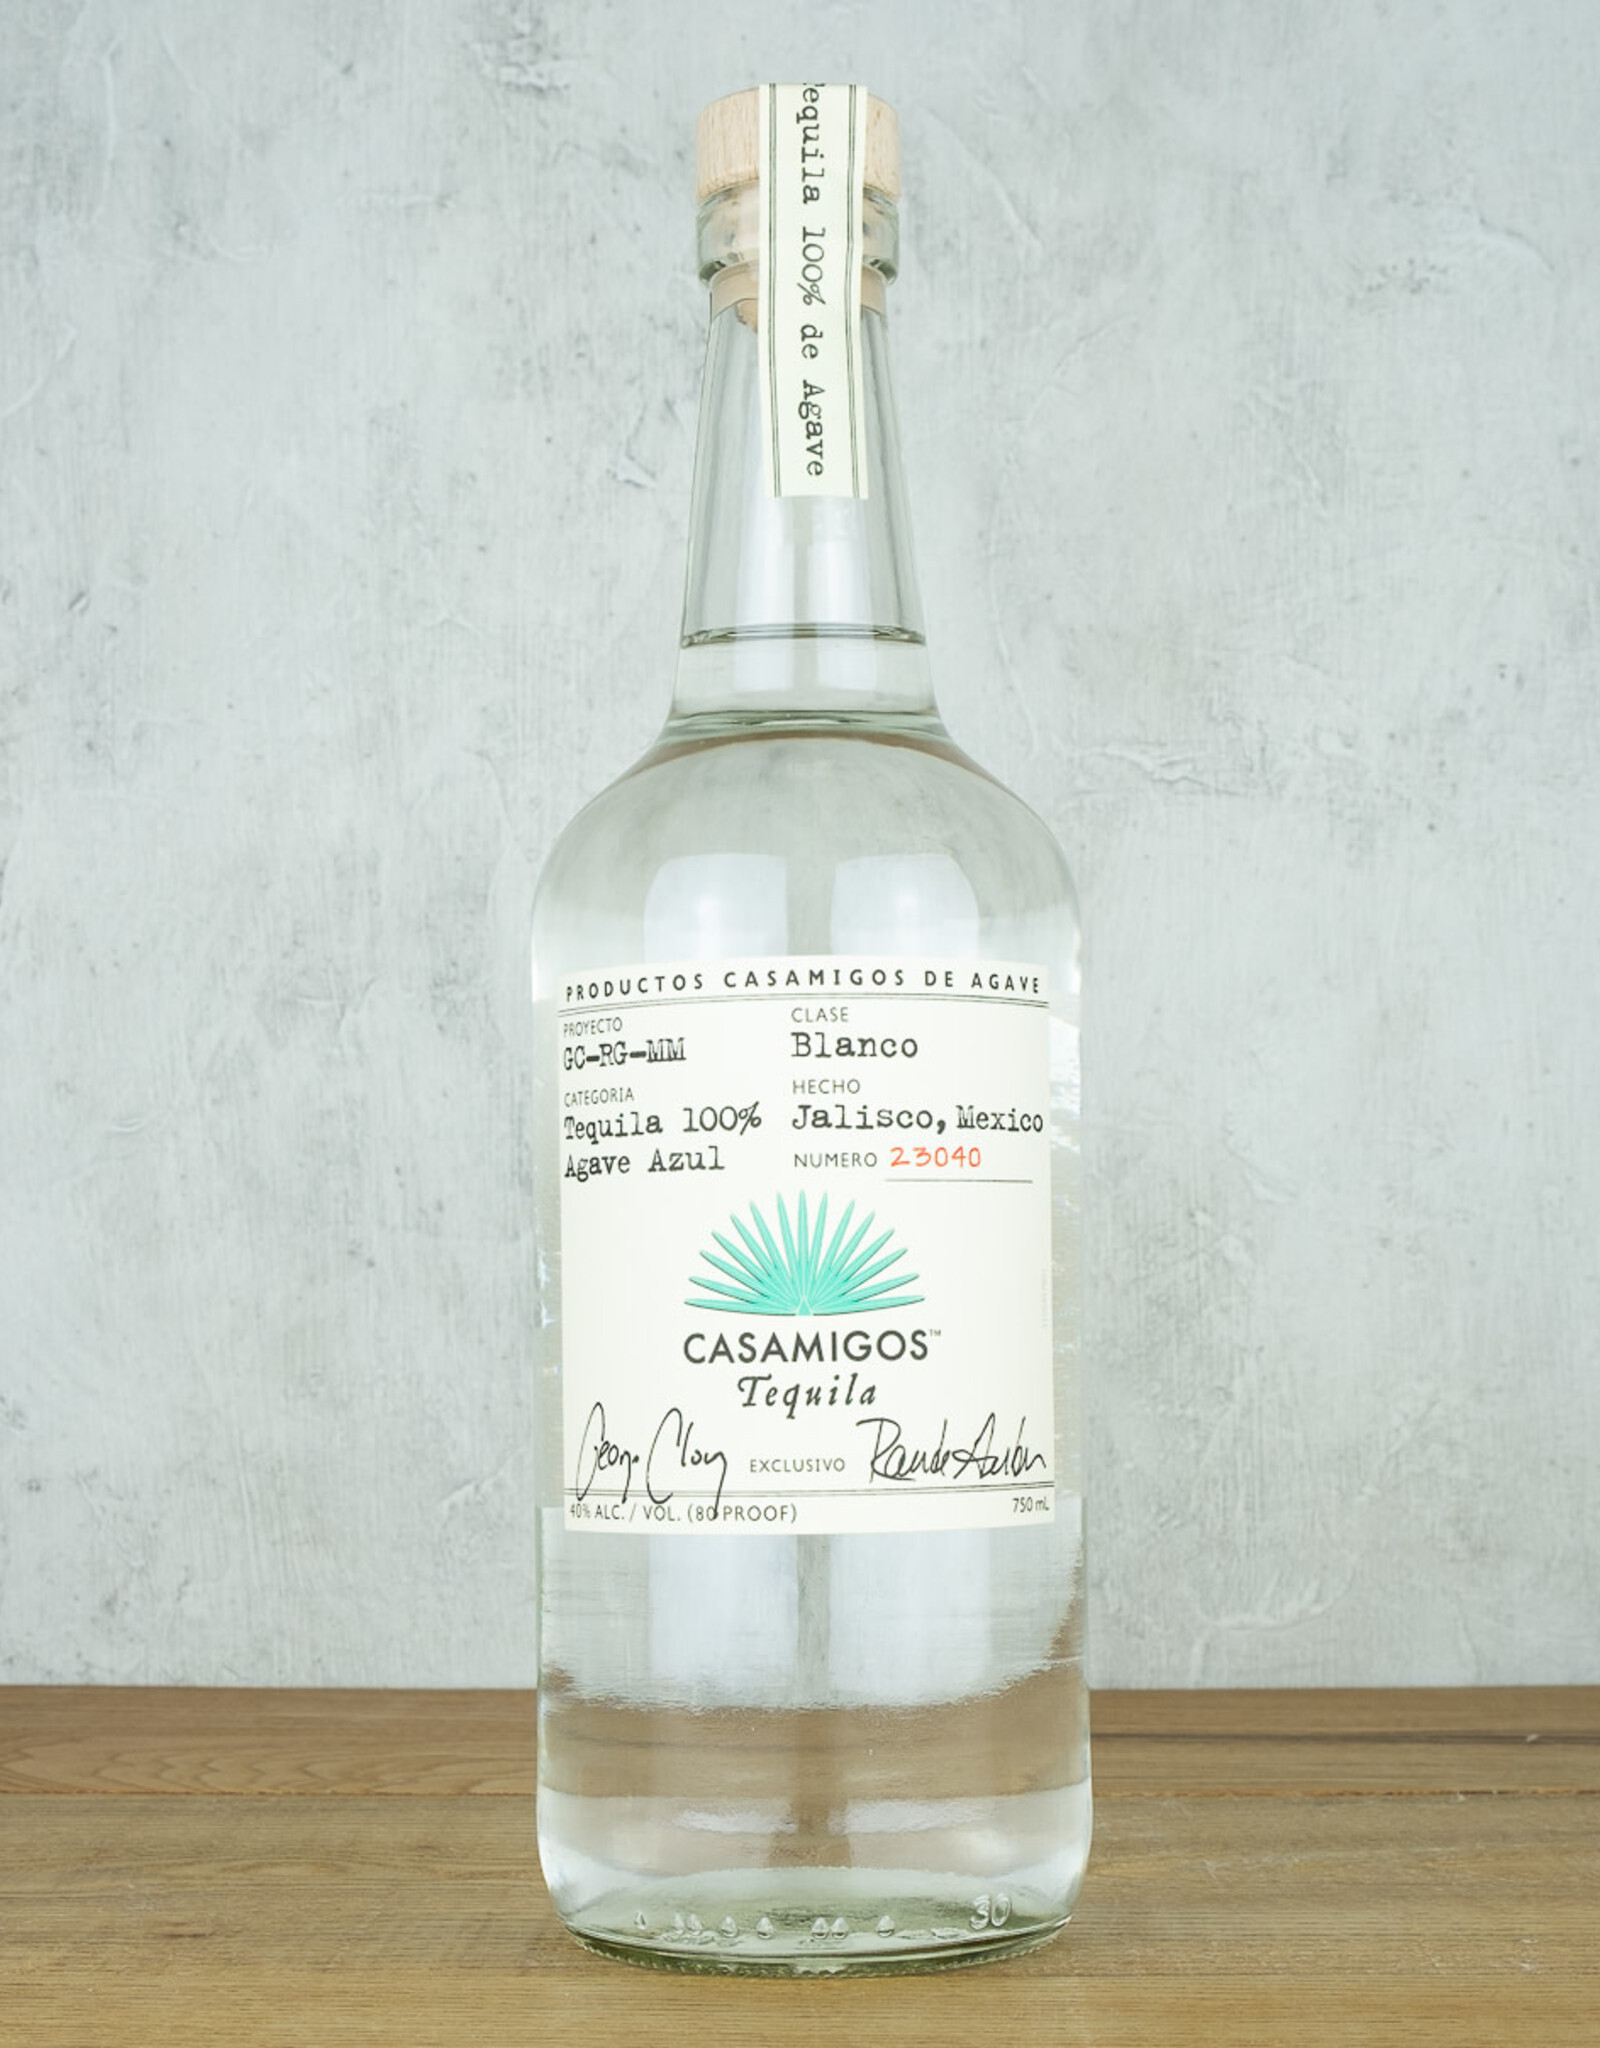 Tequila 100% de Agave
PRODUCTOS CASAMIGOS DE AGAVE
PROYECTO
GC-RG-MM
CLASE
Blanco
CATEGORIA
Tequila 100%
Agave Azul
HECHO
Jalisco, Mexico
NUMERO 23040
CASAMIGOS™
Tequila
EXCLUSIVO
40% ALC. / VOL. (80 PROOF)
750 mL
30